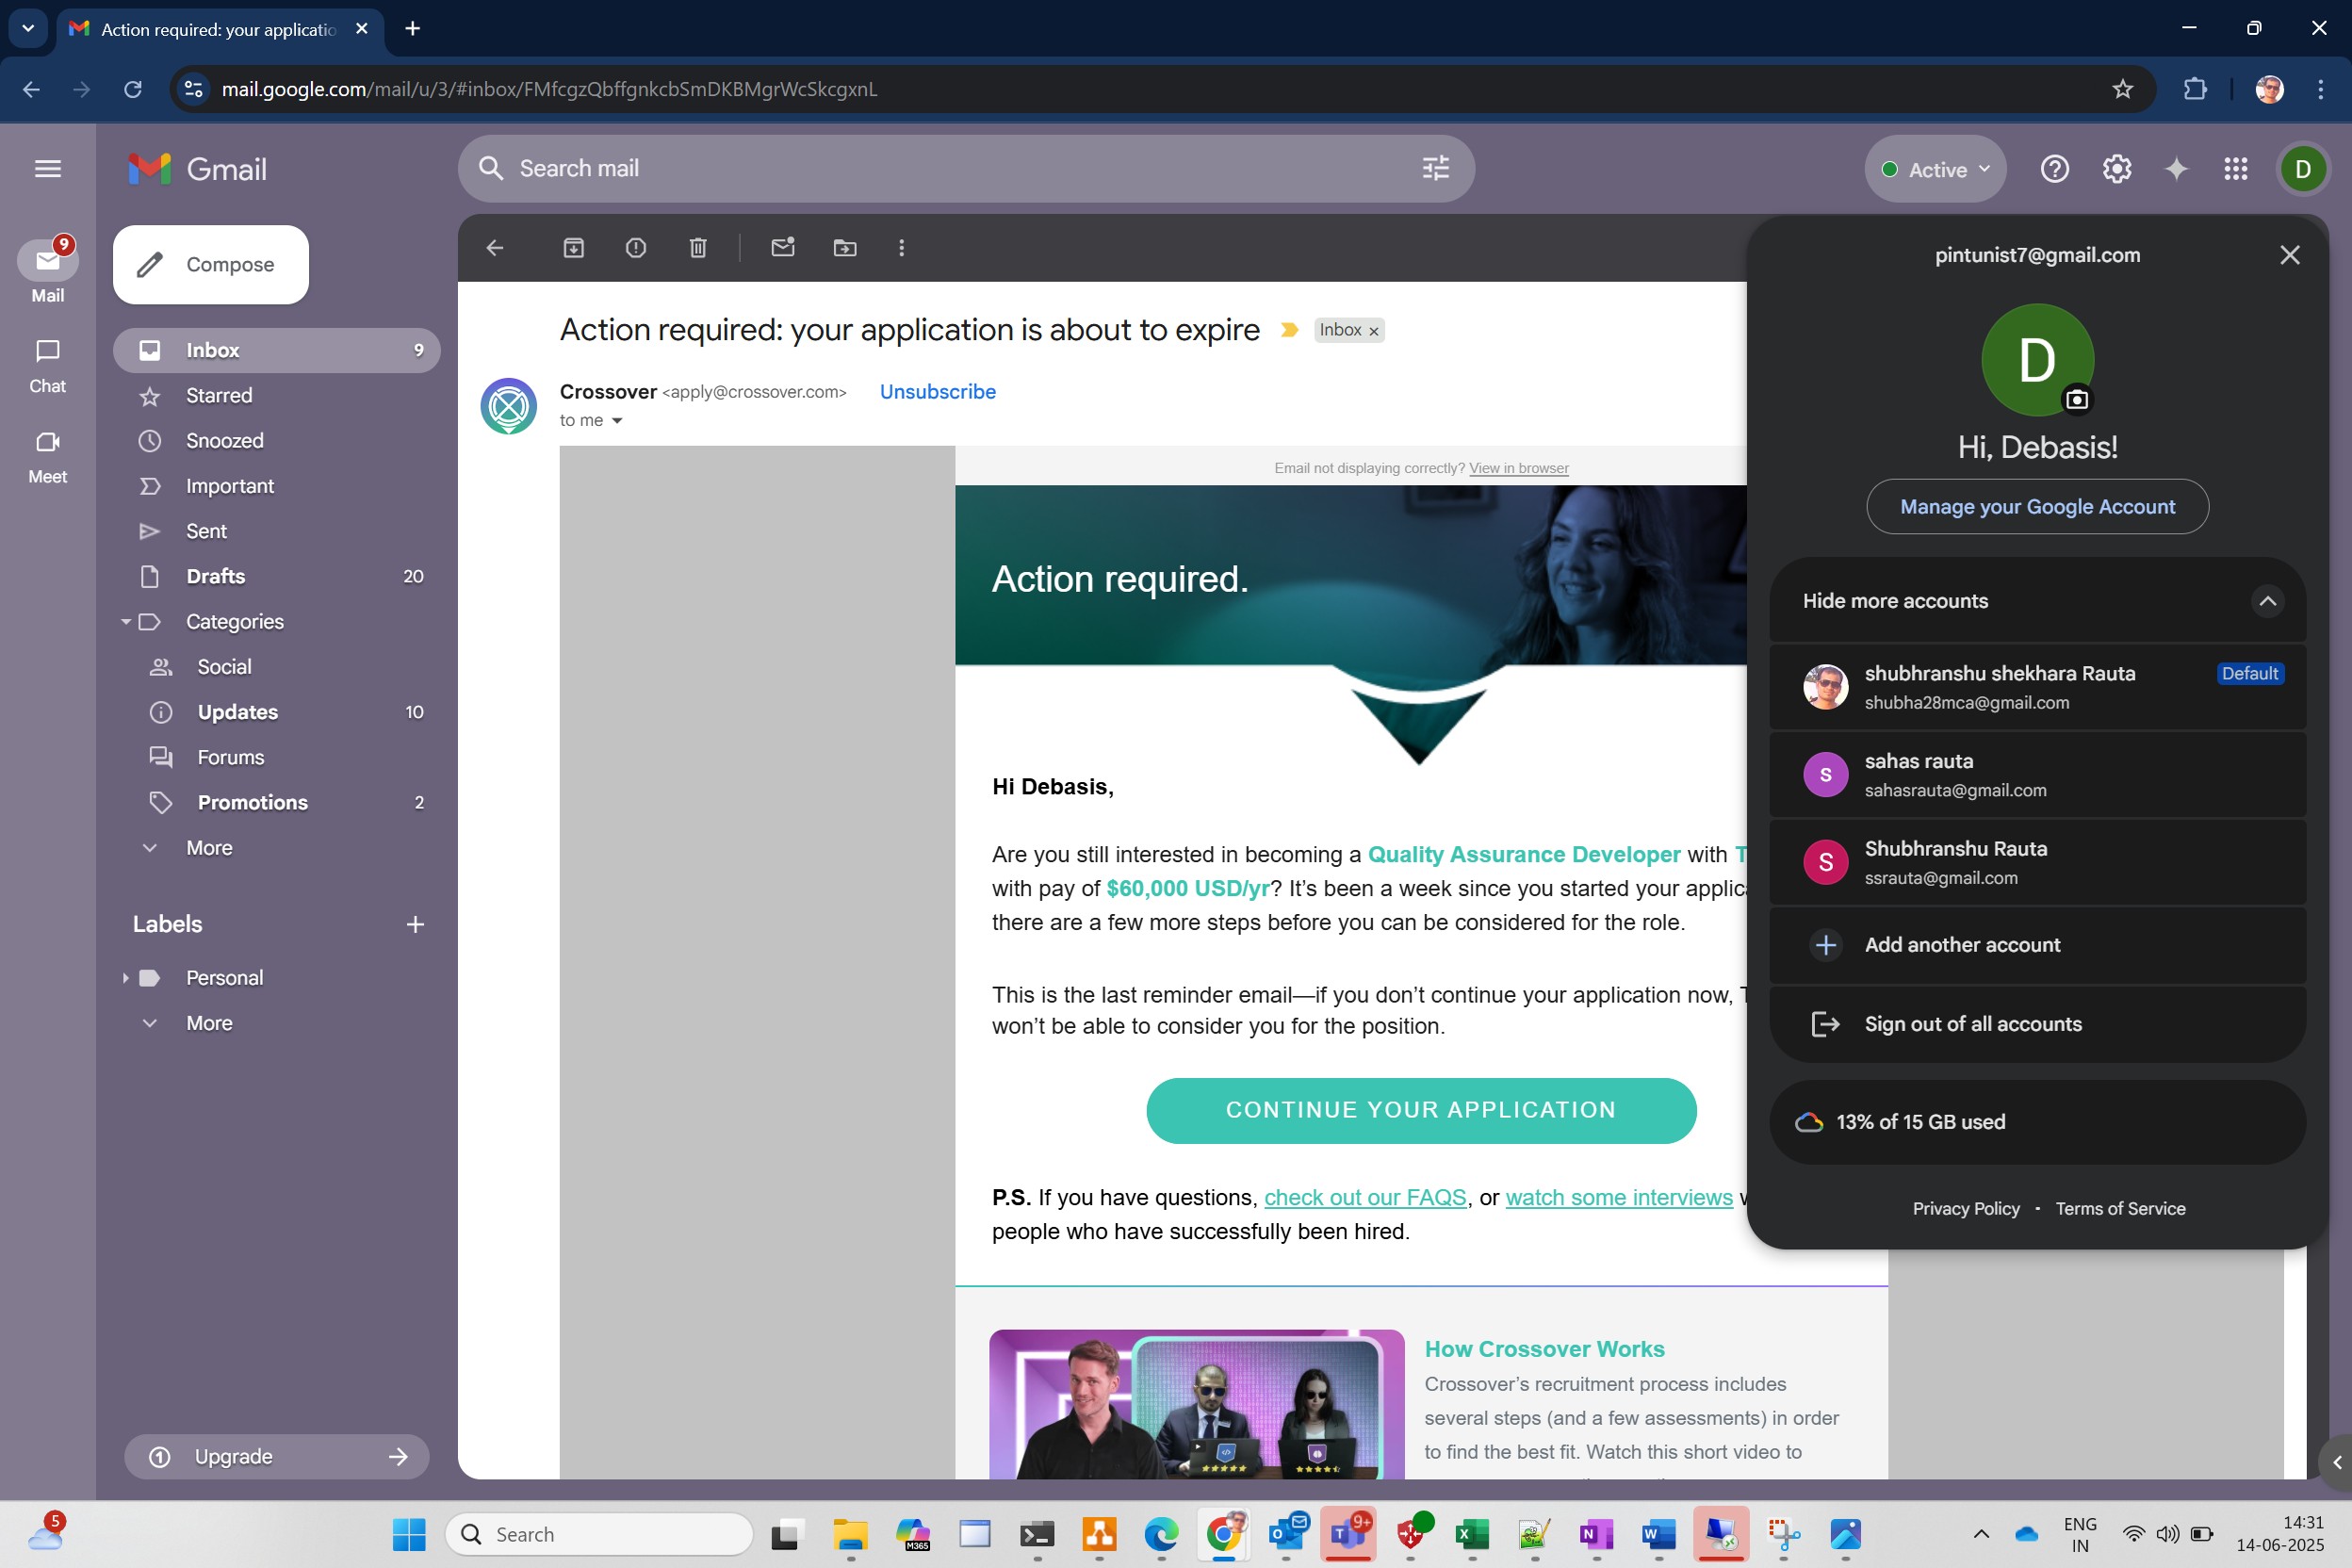 Action required: your applicatio
mail.google.com/mail/u/3/#inbox/FMfcgzQbffgnkcbSmDKBMgrWcSkcgxnL
Gmail
Search mail
Active
D
9
Mail
Chat
Meet
Compose
Inbox 9
Starred
Snoozed
Important
Sent
Drafts 20
Categories
Social
Updates 10
Forums
Promotions 2
More
Labels
Personal
More
Upgrade
Action required: your application is about to expire
Inbox
Crossover <apply@crossover.com> Unsubscribe
to me
Email not displaying correctly? View in browser
Action required.
Hi Debasis,
Are you still interested in becoming a Quality Assurance Developer with T
with pay of $60,000 USD/yr? It’s been a week since you started your applic
there are a few more steps before you can be considered for the role.
This is the last reminder email—if you don’t continue your application now, T
won’t be able to consider you for the position.
CONTINUE YOUR APPLICATION
P.S. If you have questions, check out our FAQS, or watch some interviews w
people who have successfully been hired.
How Crossover Works
Crossover’s recruitment process includes
several steps (and a few assessments) in order
to find the best fit. Watch this short video to
pintunist7@gmail.com
D
Hi, Debasis!
Manage your Google Account
Hide more accounts
shubhranshu shekhara Rauta Default
shubha28mca@gmail.com
s
sahas rauta
sahasrauta@gmail.com
S
Shubhranshu Rauta
ssrauta@gmail.com
Add another account
Sign out of all accounts
13% of 15 GB used
Privacy Policy • Terms of Service
5
Search
M365
9+
ENG
IN
14:31
14-06-2025